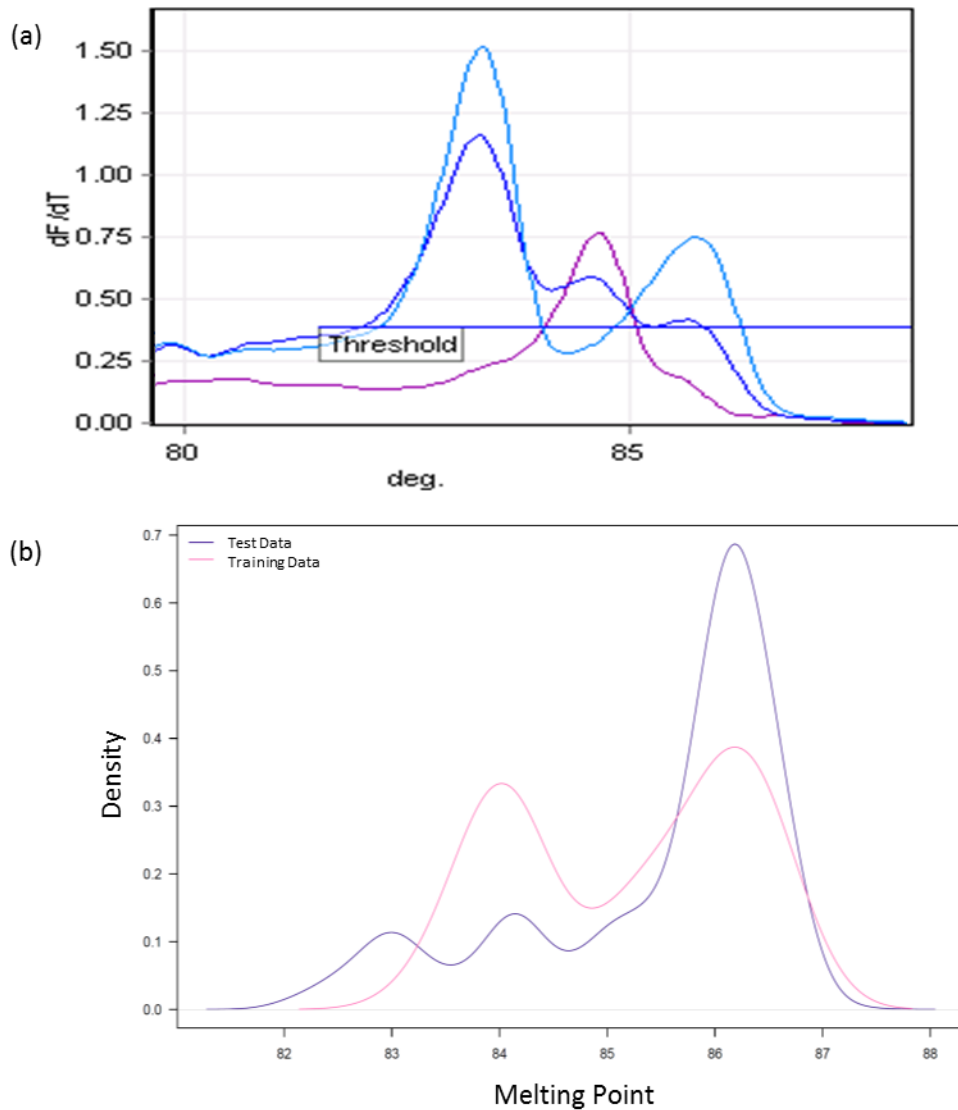 (a)
1.50
1.25
1.00
0.75
0.50
0.25
0.00
dF/dT
Threshold
80 85
deg.
(b)
Test Data
Training Data
0.7
0.6
0.5
0.4
0.3
0.2
0.1
0.0
Density
82 83 84 85 86 87 88
Melting Point